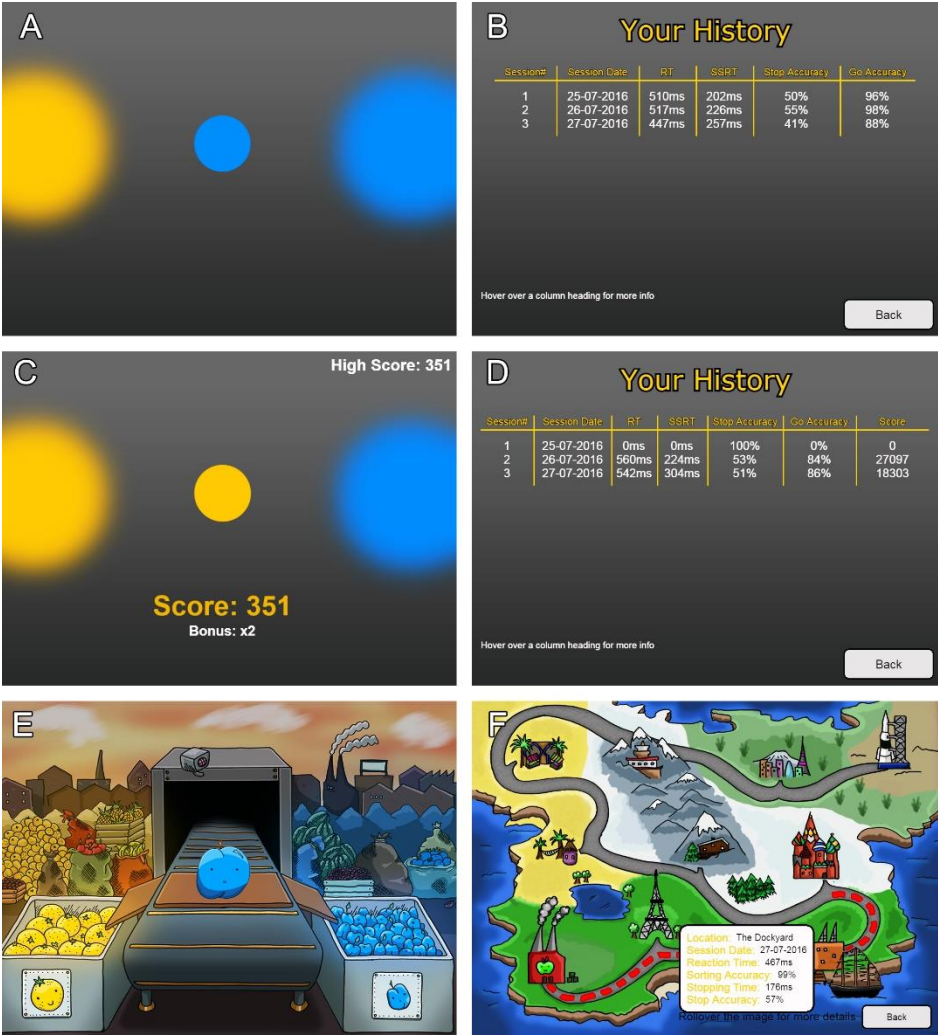 A
B
Your History
Session# Session Date RT SSRT Stop Accuracy Go Accuracy
1 25-07-2016 510ms 202ms 50% 96%
2 26-07-2016 517ms 226ms 55% 98%
3 27-07-2016 447ms 257ms 41% 88%
Hover over a column heading for more info
Back
C
High Score: 351
Score: 351
Bonus: x2
D
Your History
Session# Session Date RT SSRT Stop Accuracy Go Accuracy Score
1 25-07-2016 0ms 0ms 100% 0% 0
2 26-07-2016 560ms 224ms 53% 84% 27097
3 27-07-2016 542ms 304ms 51% 86% 18303
Hover over a column heading for more info
Back
E
F
Location: The Dockyard
Session Date: 27-07-2016
Reaction Time: 467ms
Sorting Accuracy: 99%
Stopping Time: 176ms
Stop Accuracy: 57%
Rollover the image for more details
Back